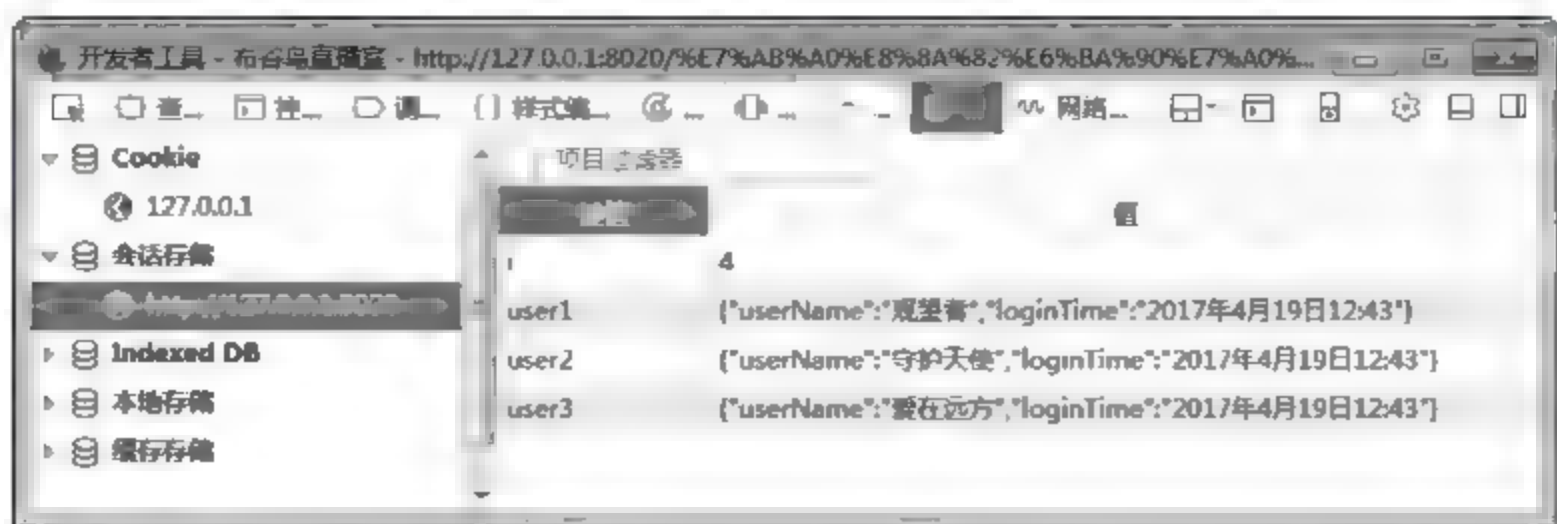 开发者工具 - 布谷鸟直播室 - http://127.0.0.1:8020/%E7%AB%A0%E8%8A%82%E6%BA%90%E7%A0%...
查... 控... 调... {} 样式编... 网络...
Cookie
项目过滤器
127.0.0.1
值
会话存储
4
user1 {"userName":"观望者","loginTime":"2017年4月19日12:43"}
Indexed DB
user2 {"userName":"守护天使","loginTime":"2017年4月19日12:43"}
本地存储
user3 {"userName":"爱在远方","loginTime":"2017年4月19日12:43"}
缓存存储